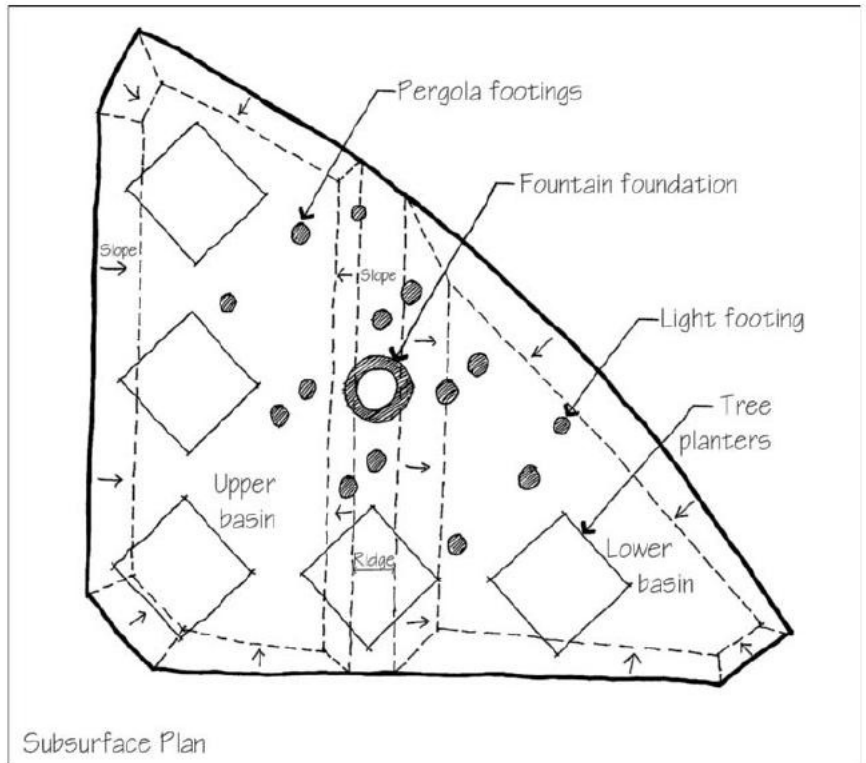 Pergola footings
Fountain foundation
Slope
Slope
Light footing
Tree
planters
Upper
basin
Lower
basin
Ridge
Subsurface Plan